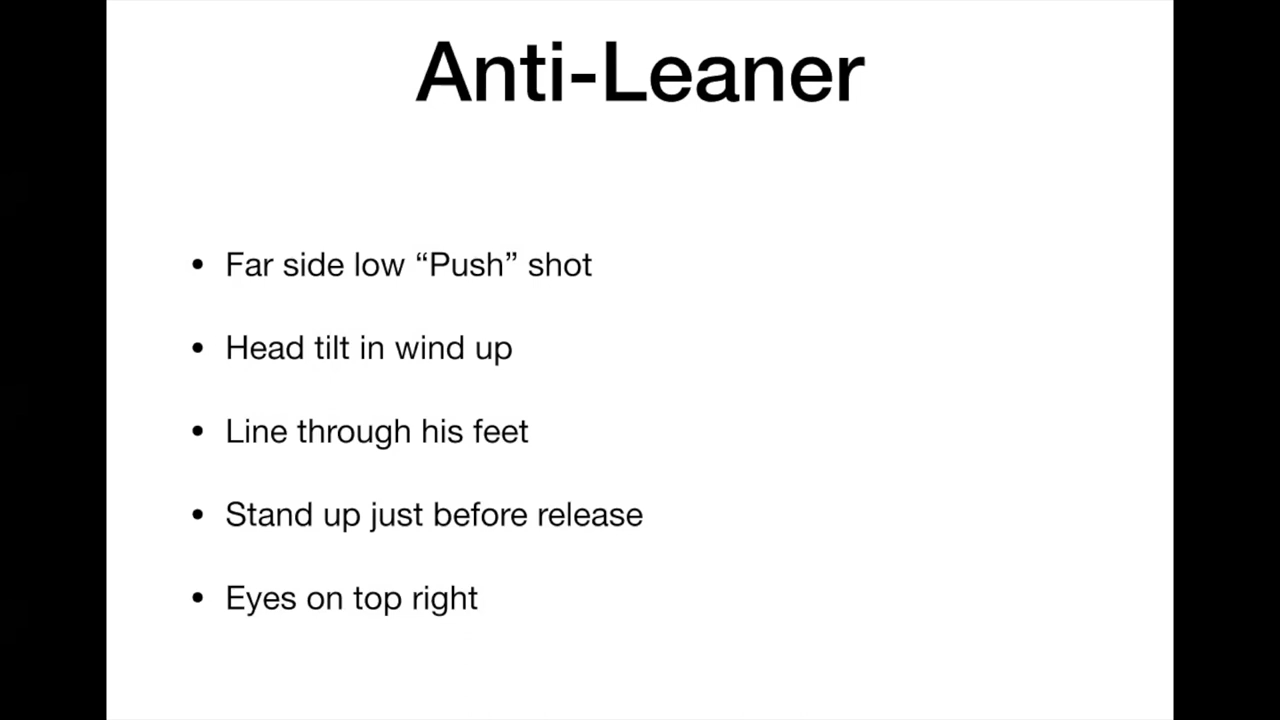 Anti-Leaner
• Far side low “Push” shot
• Head tilt in wind up
• Line through his feet
• Stand up just before release
• Eyes on top right